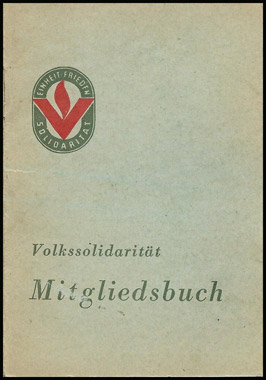 EINHEIT · FRIEDEN
SOLIDARITÄT
Volkssolidarität
Mitgliedsbuch